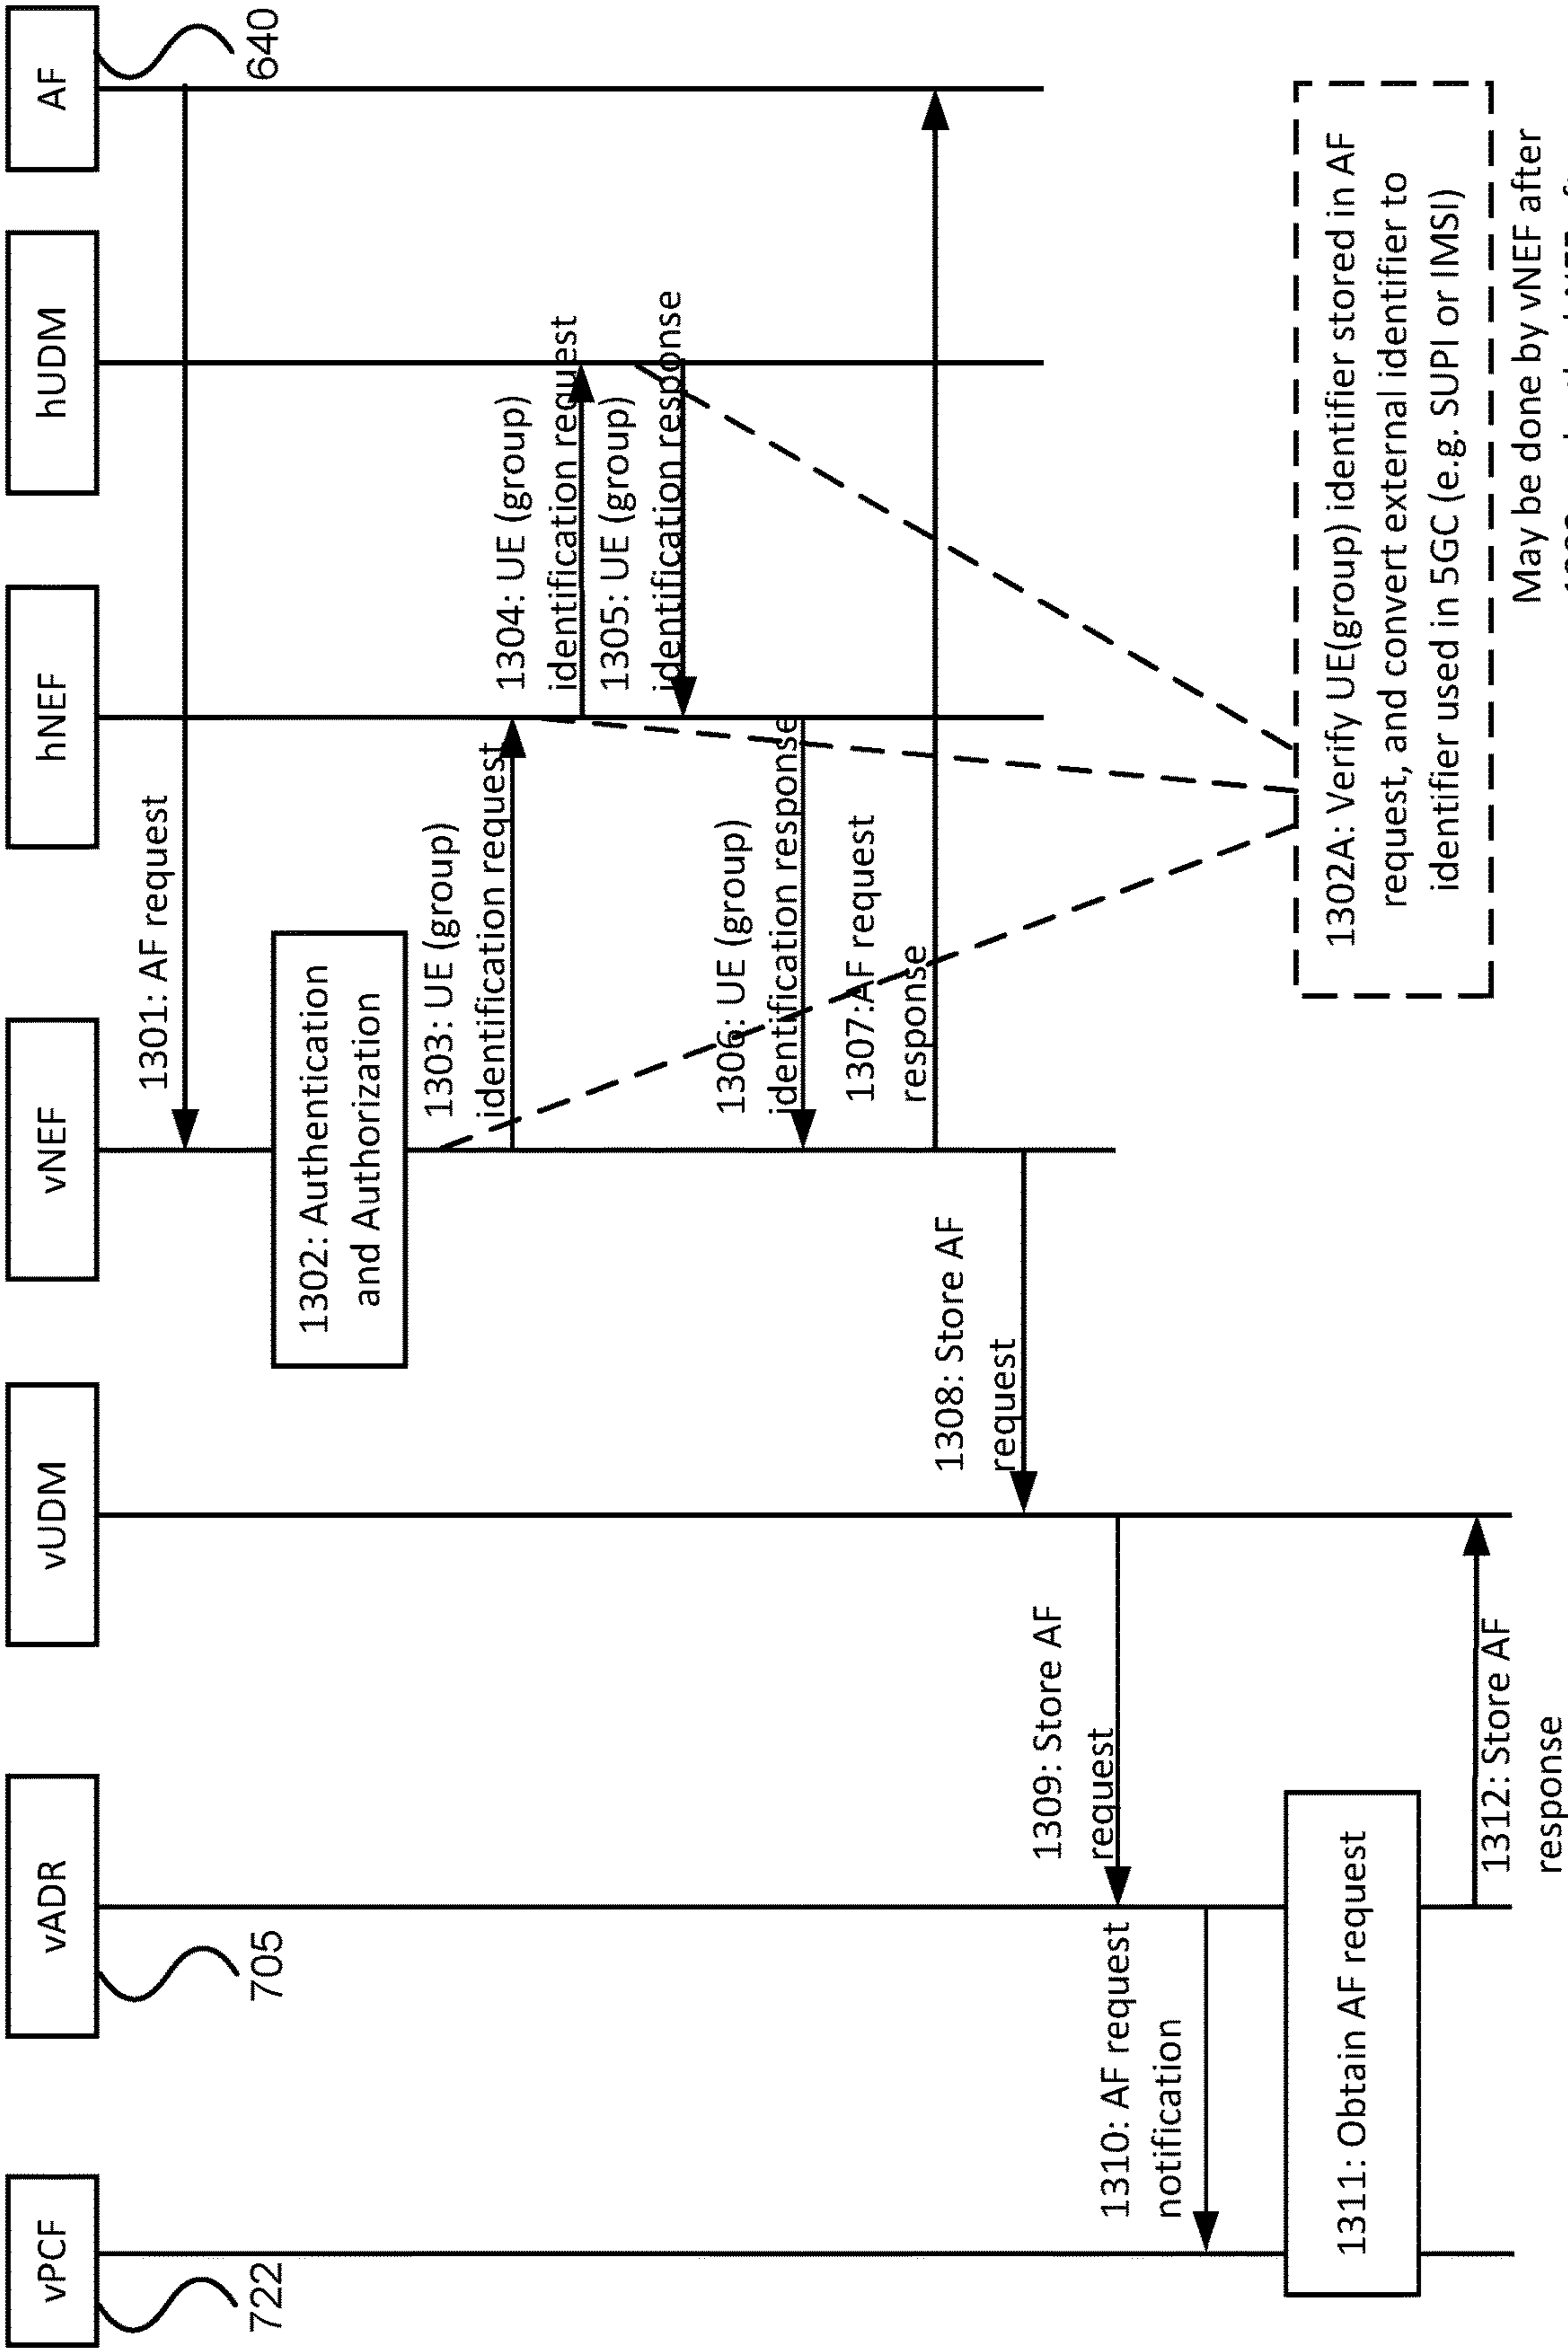 vPCF
vADR
vUDM
vNEF
hNEF
hUDM
AF
722
705
640
1301: AF request
1302: Authentication
and Authorization
1303: UE (group)
identification request
1304: UE (group)
identification request
1305: UE (group)
identification response
1306: UE (group)
identification response
1307:AF request
response
1308: Store AF
request
1309: Store AF
request
1310: AF request
notification
1311: Obtain AF request
1312: Store AF
response
1302A: Verify UE(group) identifier stored in AF
request, and convert external identifier to
identifier used in 5GC (e.g. SUPI or IMSI)
May be done by vNEF after